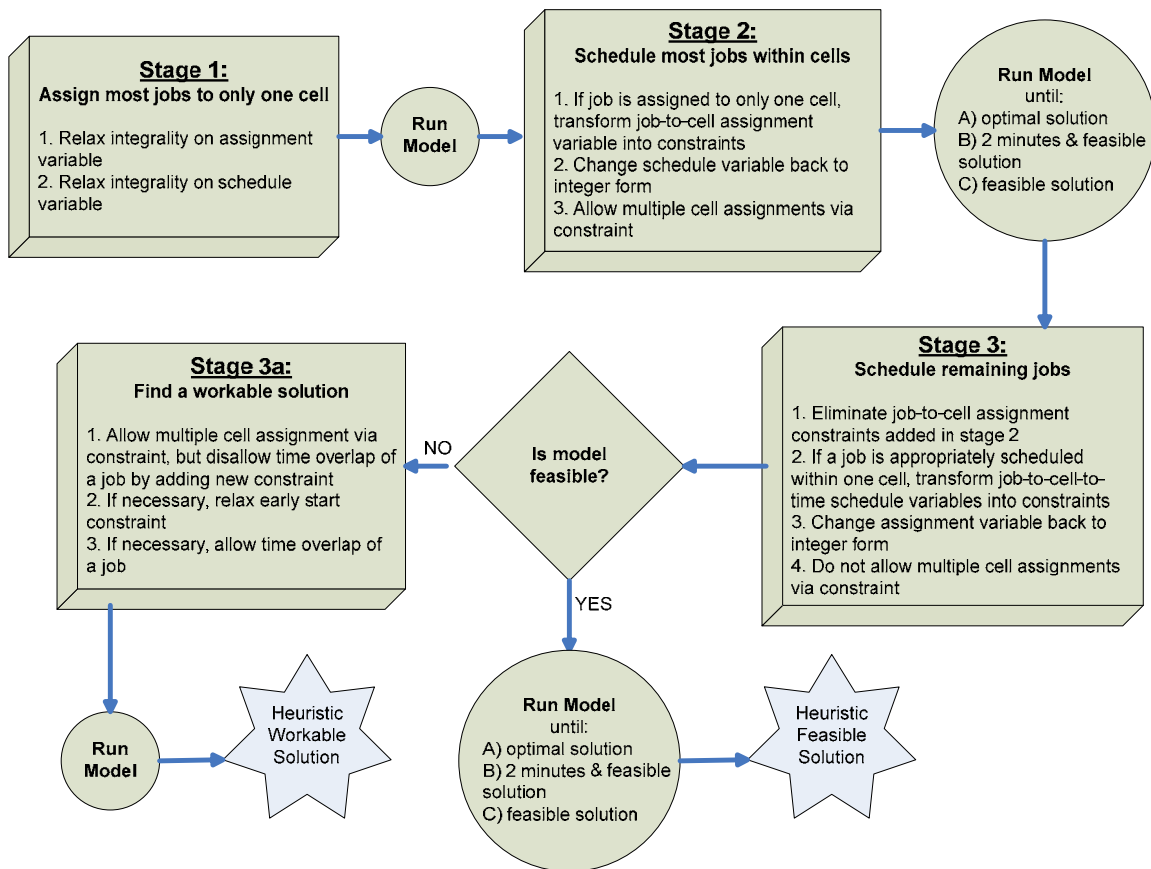 Stage 1:
Assign most jobs to only one cell
1. Relax integrality on assignment
variable
2. Relax integrality on schedule
variable
Run
Model
Stage 2:
Schedule most jobs within cells
1. If job is assigned to only one cell,
transform job-to-cell assignment
variable into constraints
2. Change schedule variable back to
integer form
3. Allow multiple cell assignments via
constraint
Run Model
until:
A) optimal solution
B) 2 minutes & feasible
solution
C) feasible solution
Stage 3:
Schedule remaining jobs
1. Eliminate job-to-cell assignment
constraints added in stage 2
2. If a job is appropriately scheduled
within one cell, transform job-to-cell-to-
time schedule variables into constraints
3. Change assignment variable back to
integer form
4. Do not allow multiple cell assignments
via constraint
Is model
feasible?
NO
YES
Stage 3a:
Find a workable solution
1. Allow multiple cell assignment via
constraint, but disallow time overlap of
a job by adding new constraint
2. If necessary, relax early start
constraint
3. If necessary, allow time overlap of
a job
Run
Model
Heuristic
Workable
Solution
Run Model
until:
A) optimal solution
B) 2 minutes & feasible
solution
C) feasible solution
Heuristic
Feasible
Solution